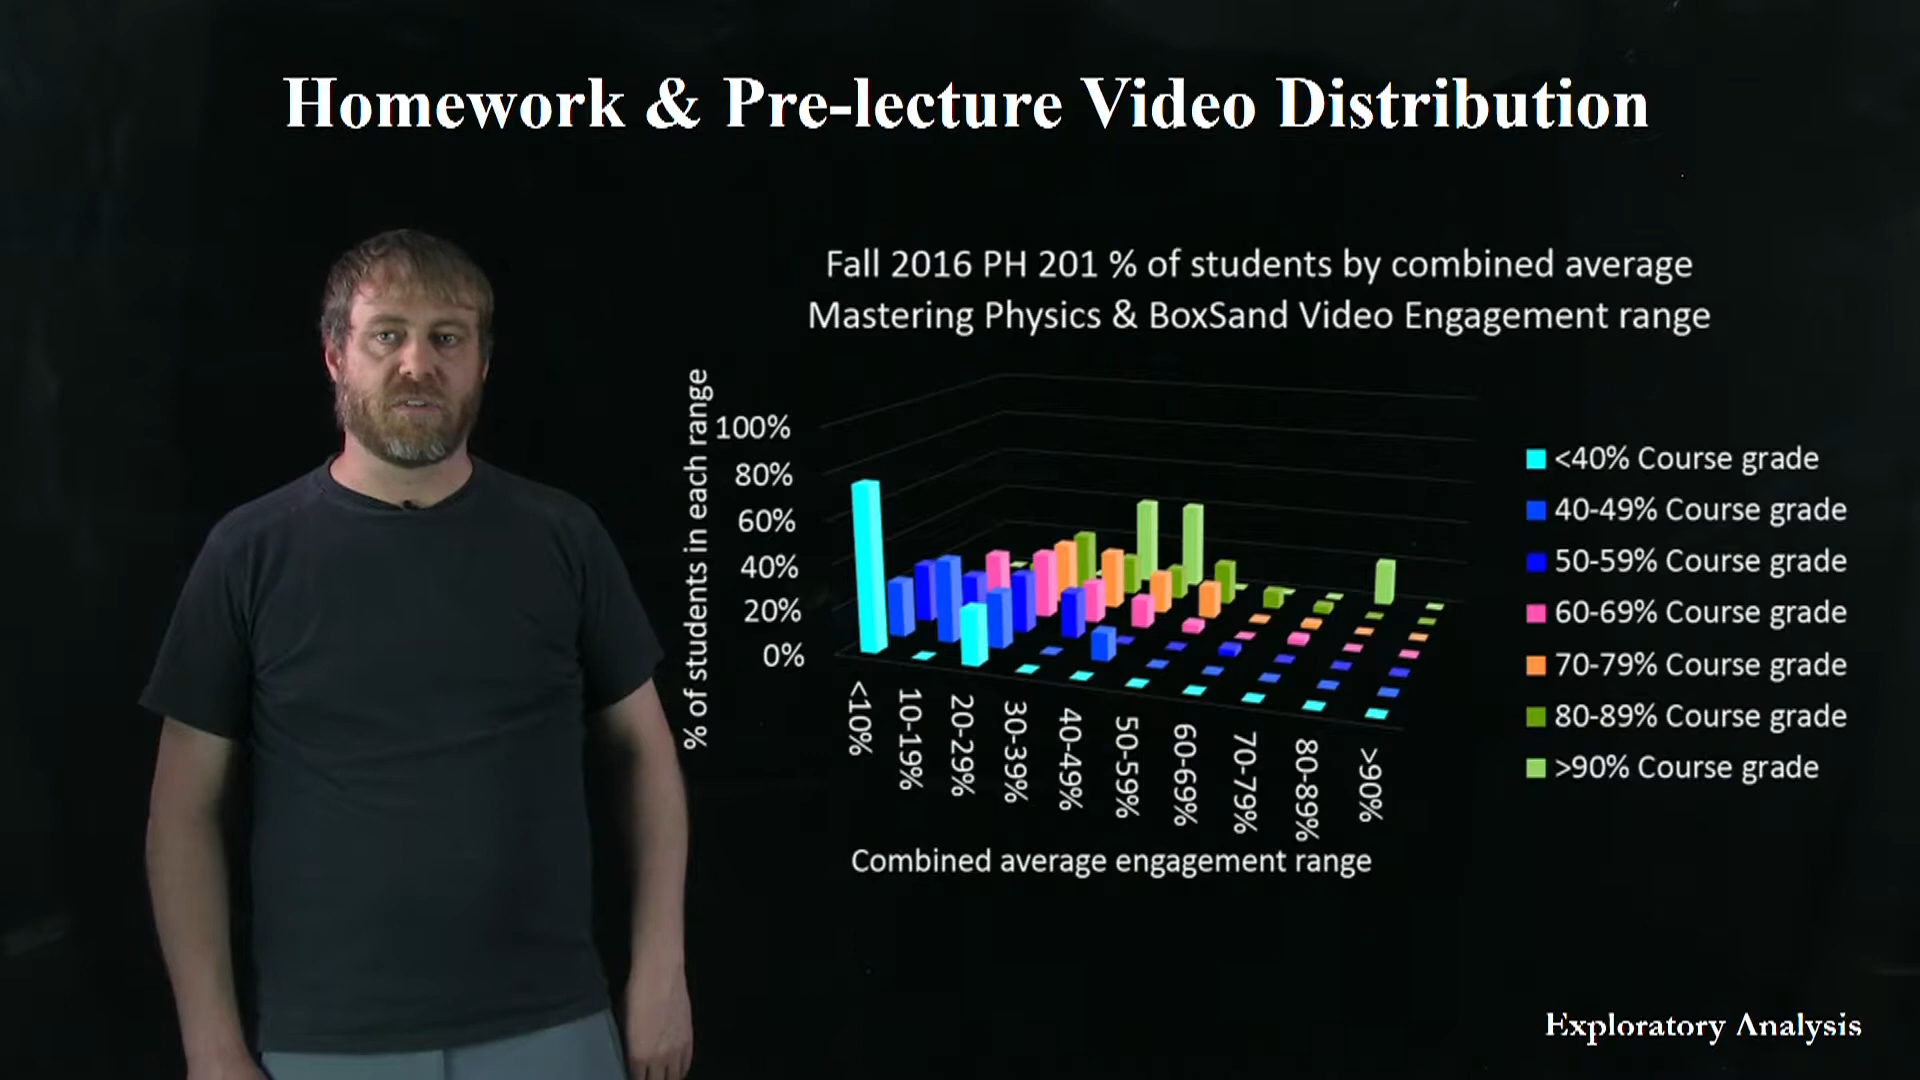 Homework & Pre-lecture Video Distribution
Fall 2016 PH 201 % of students by combined average
Mastering Physics & BoxSand Video Engagement range
% of students in each range
100%
80%
60%
40%
20%
0%
<10%
10-19%
20-29%
30-39%
40-49%
50-59%
60-69%
70-79%
80-89%
>90%
Combined average engagement range
<40% Course grade
40-49% Course grade
50-59% Course grade
60-69% Course grade
70-79% Course grade
80-89% Course grade
>90% Course grade
Exploratory Analysis